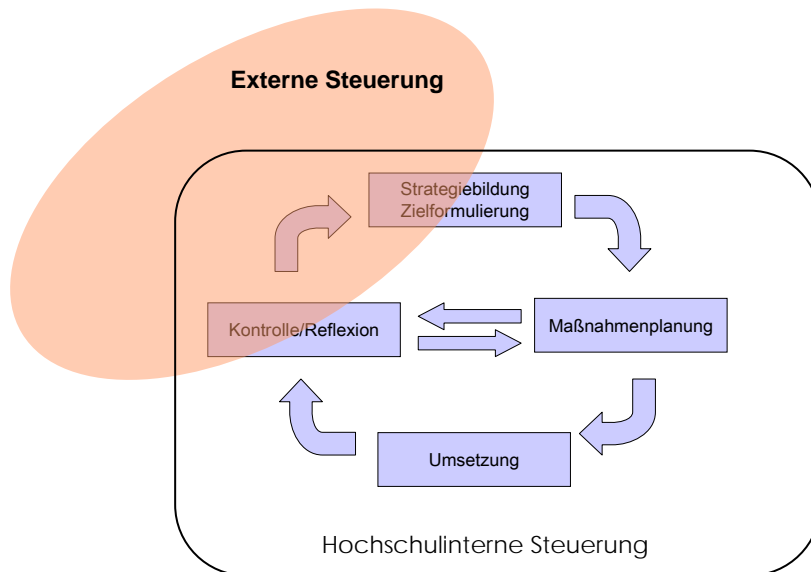 Externe Steuerung
Strategiebildung
Zielformulierung
Kontrolle/Reflexion
Maßnahmenplanung
Umsetzung
Hochschulinterne Steuerung